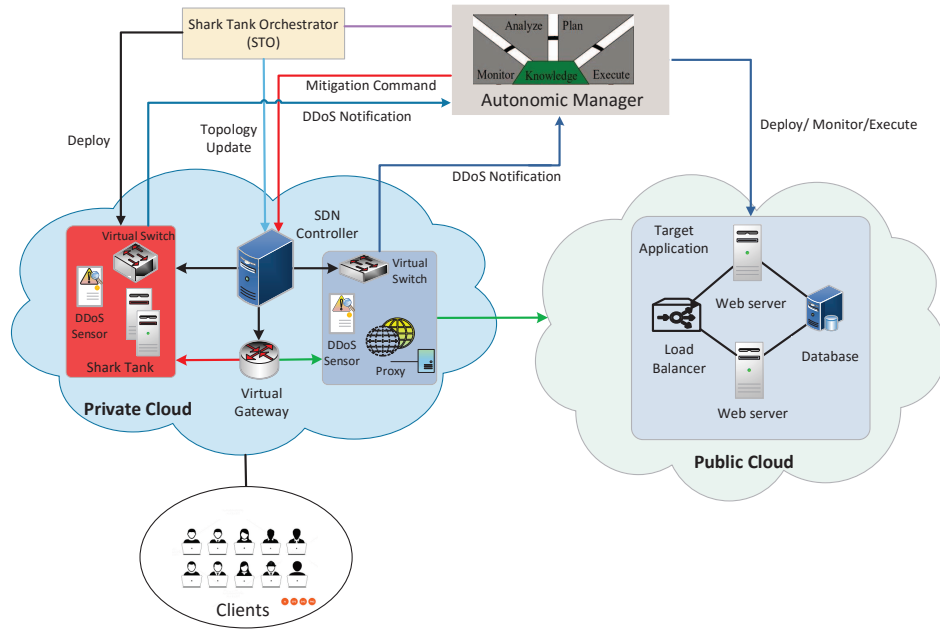 Shark Tank Orchestrator
(STO)
Analyze
Plan
Monitor
Knowledge
Execute
Autonomic Manager
Mitigation Command
DDoS Notification
Deploy
Topology
Update
DDoS Notification
Deploy/ Monitor/Execute
SDN
Controller
Virtual Switch
DDoS
Sensor
Shark Tank
Virtual
Switch
DDoS
Sensor
Proxy
Virtual
Gateway
Private Cloud
Target
Application
Web server
Load
Balancer
Database
Web server
Public Cloud
Clients